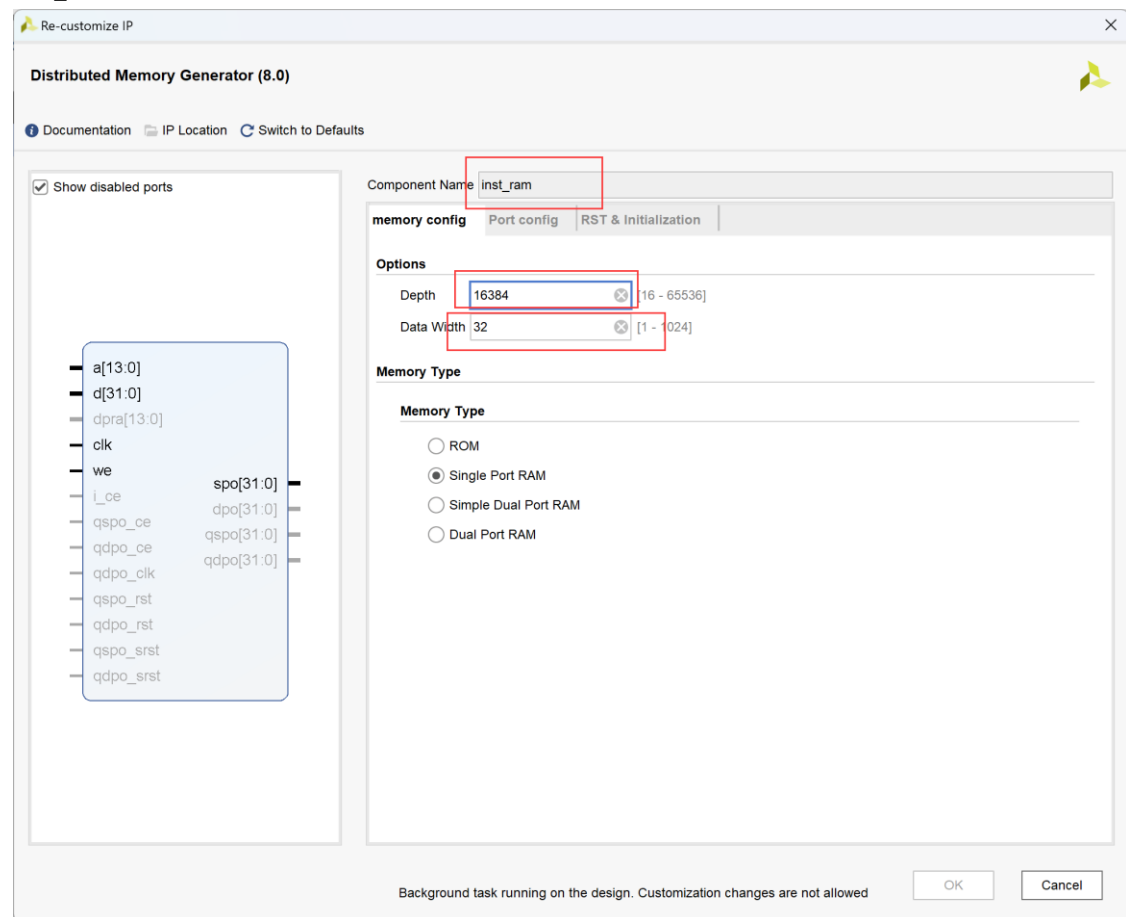 Re-customize IP
Distributed Memory Generator (8.0)
Documentation IP Location Switch to Defaults
Show disabled ports
a[13:0]
d[31:0]
dpra[13:0]
clk
we
i_ce
qspo_ce
qdpo_ce
qdpo_clk
qspo_rst
qdpo_rst
qspo_srst
qdpo_srst
spo[31:0]
dpo[31:0]
qspo[31:0]
qdpo[31:0]
Component Name inst_ram
memory config Port config RST & Initialization
Options
Depth 16384 [16 - 65536]
Data Width 32 [1 - 1024]
Memory Type
Memory Type
ROM
Single Port RAM
Simple Dual Port RAM
Dual Port RAM
Background task running on the design. Customization changes are not allowed OK Cancel